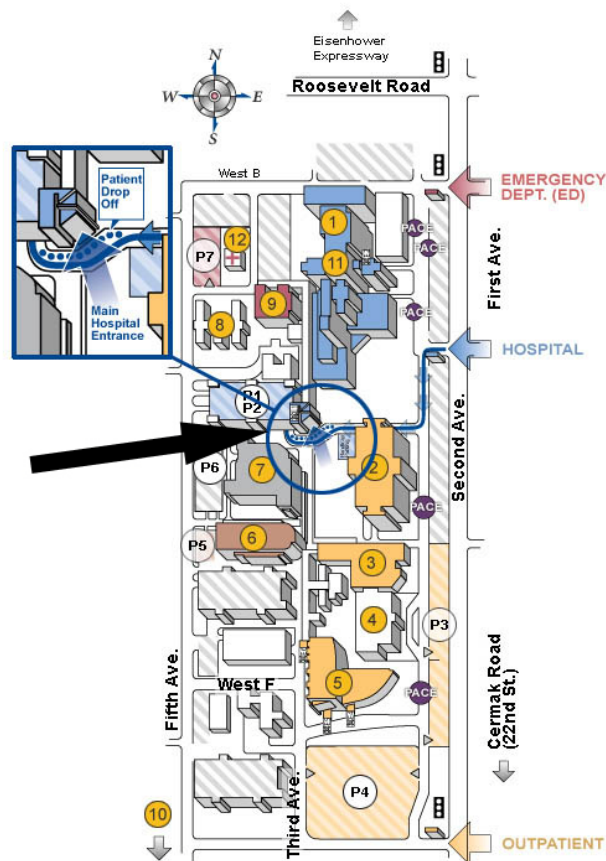 Eisenhower
Expressway
Roosevelt Road
N
W
E
S
West B
EMERGENCY
DEPT. (ED)
Patient
Drop
Off
Main
Hospital
Entrance
1
12
P7
PACE
PACE
First Ave.
11
9
8
PACE
HOSPITAL
P1
P2
2
7
P6
Second Ave.
PACE
6
P5
3
4
P3
Fifth Ave.
West F
5
PACE
Cermak Road
(22nd St.)
P4
Third Ave.
10
OUTPATIENT